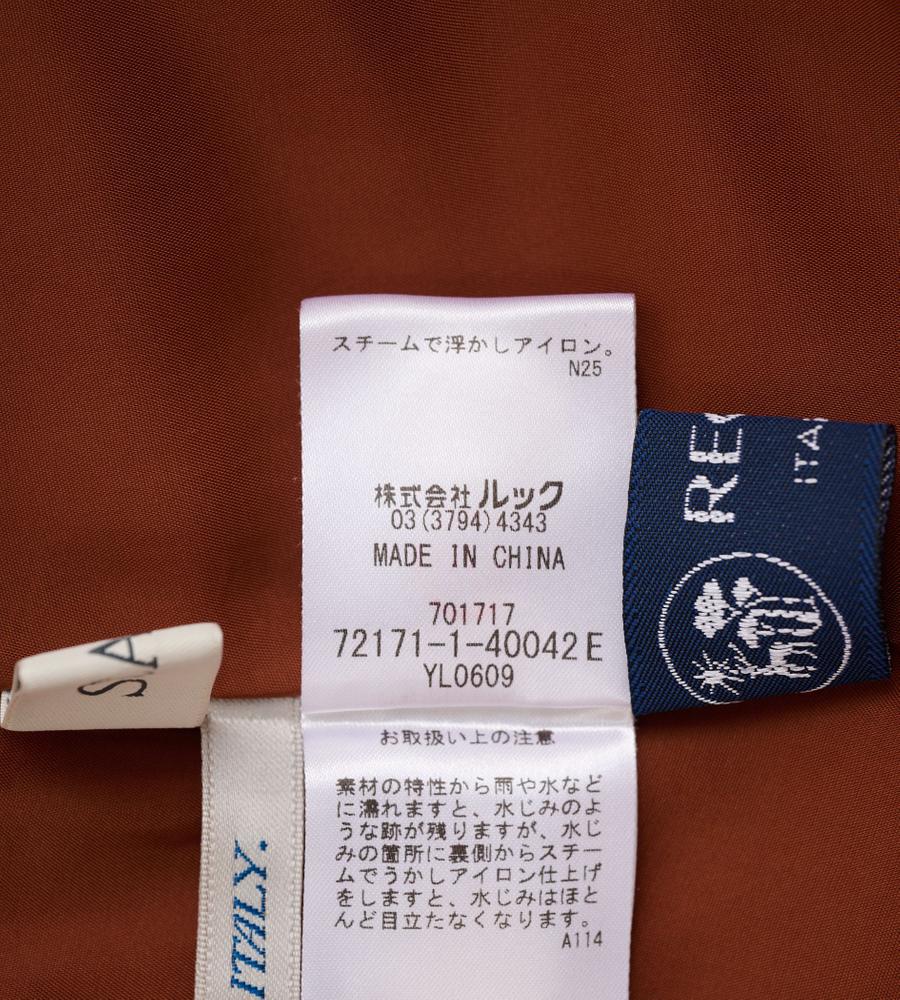 スチームで浮かしアイロン。
N25
株式会社 ルック
03(3794)4343
MADE IN CHINA
701717
72171-1-40042 E
YL0609
お取扱い上の注意
素材の特性から雨や水など
に濡れますと、水じみのよ
うな跡が残りますが、水じ
みの箇所に裏側からスチー
ムでうかしアイロン仕上げ
をしますと、水じみはほと
んど目立たなくなります。
A114
ITALY.